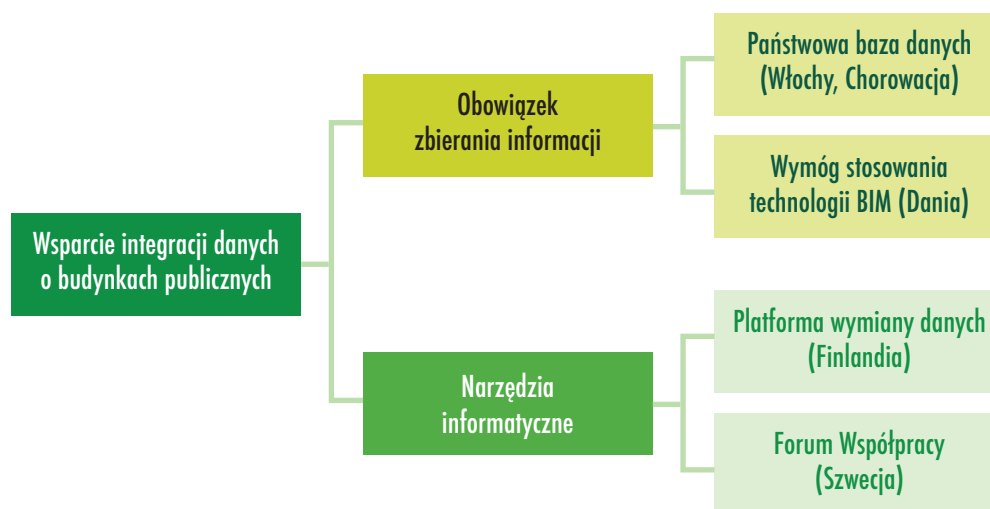 Wsparcie integracji danych
o budynkach publicznych
Obowiązek
zbierania informacji
Państwowa baza danych
(Włochy, Chorowacja)
Wymóg stosowania
technologii BIM (Dania)
Narzędzia
informatyczne
Platforma wymiany danych
(Finlandia)
Forum Współpracy
(Szwecja)